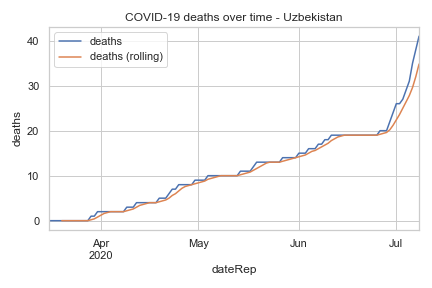 COVID-19 deaths over time - Uzbekistan
deaths
deaths (rolling)
40
30
20
10
0
deaths
Apr
2020
May
Jun
Jul
dateRep